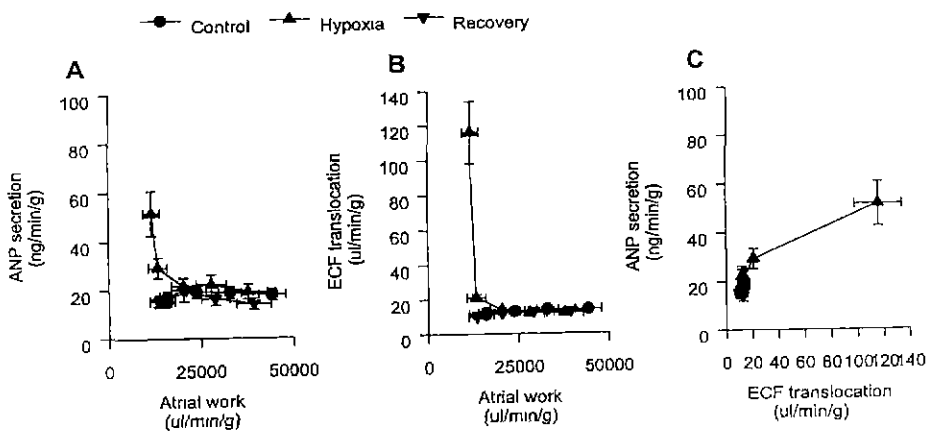 Control Hypoxia Recovery
A
ANP secretion
(ng/min/g)
100
80
60
40
20
0
0 25000 50000
Atrial work
(ul/min/g)
B
ECF translocation
(ul/min/g)
140
120
100
80
60
40
20
0
0 25000 50000
Atrial work
(ul/min/g)
C
ANP secretion
(ng/min/g)
100
80
60
40
20
0
0 20 40 60 80 100120140
ECF translocation
(ul/min/g)